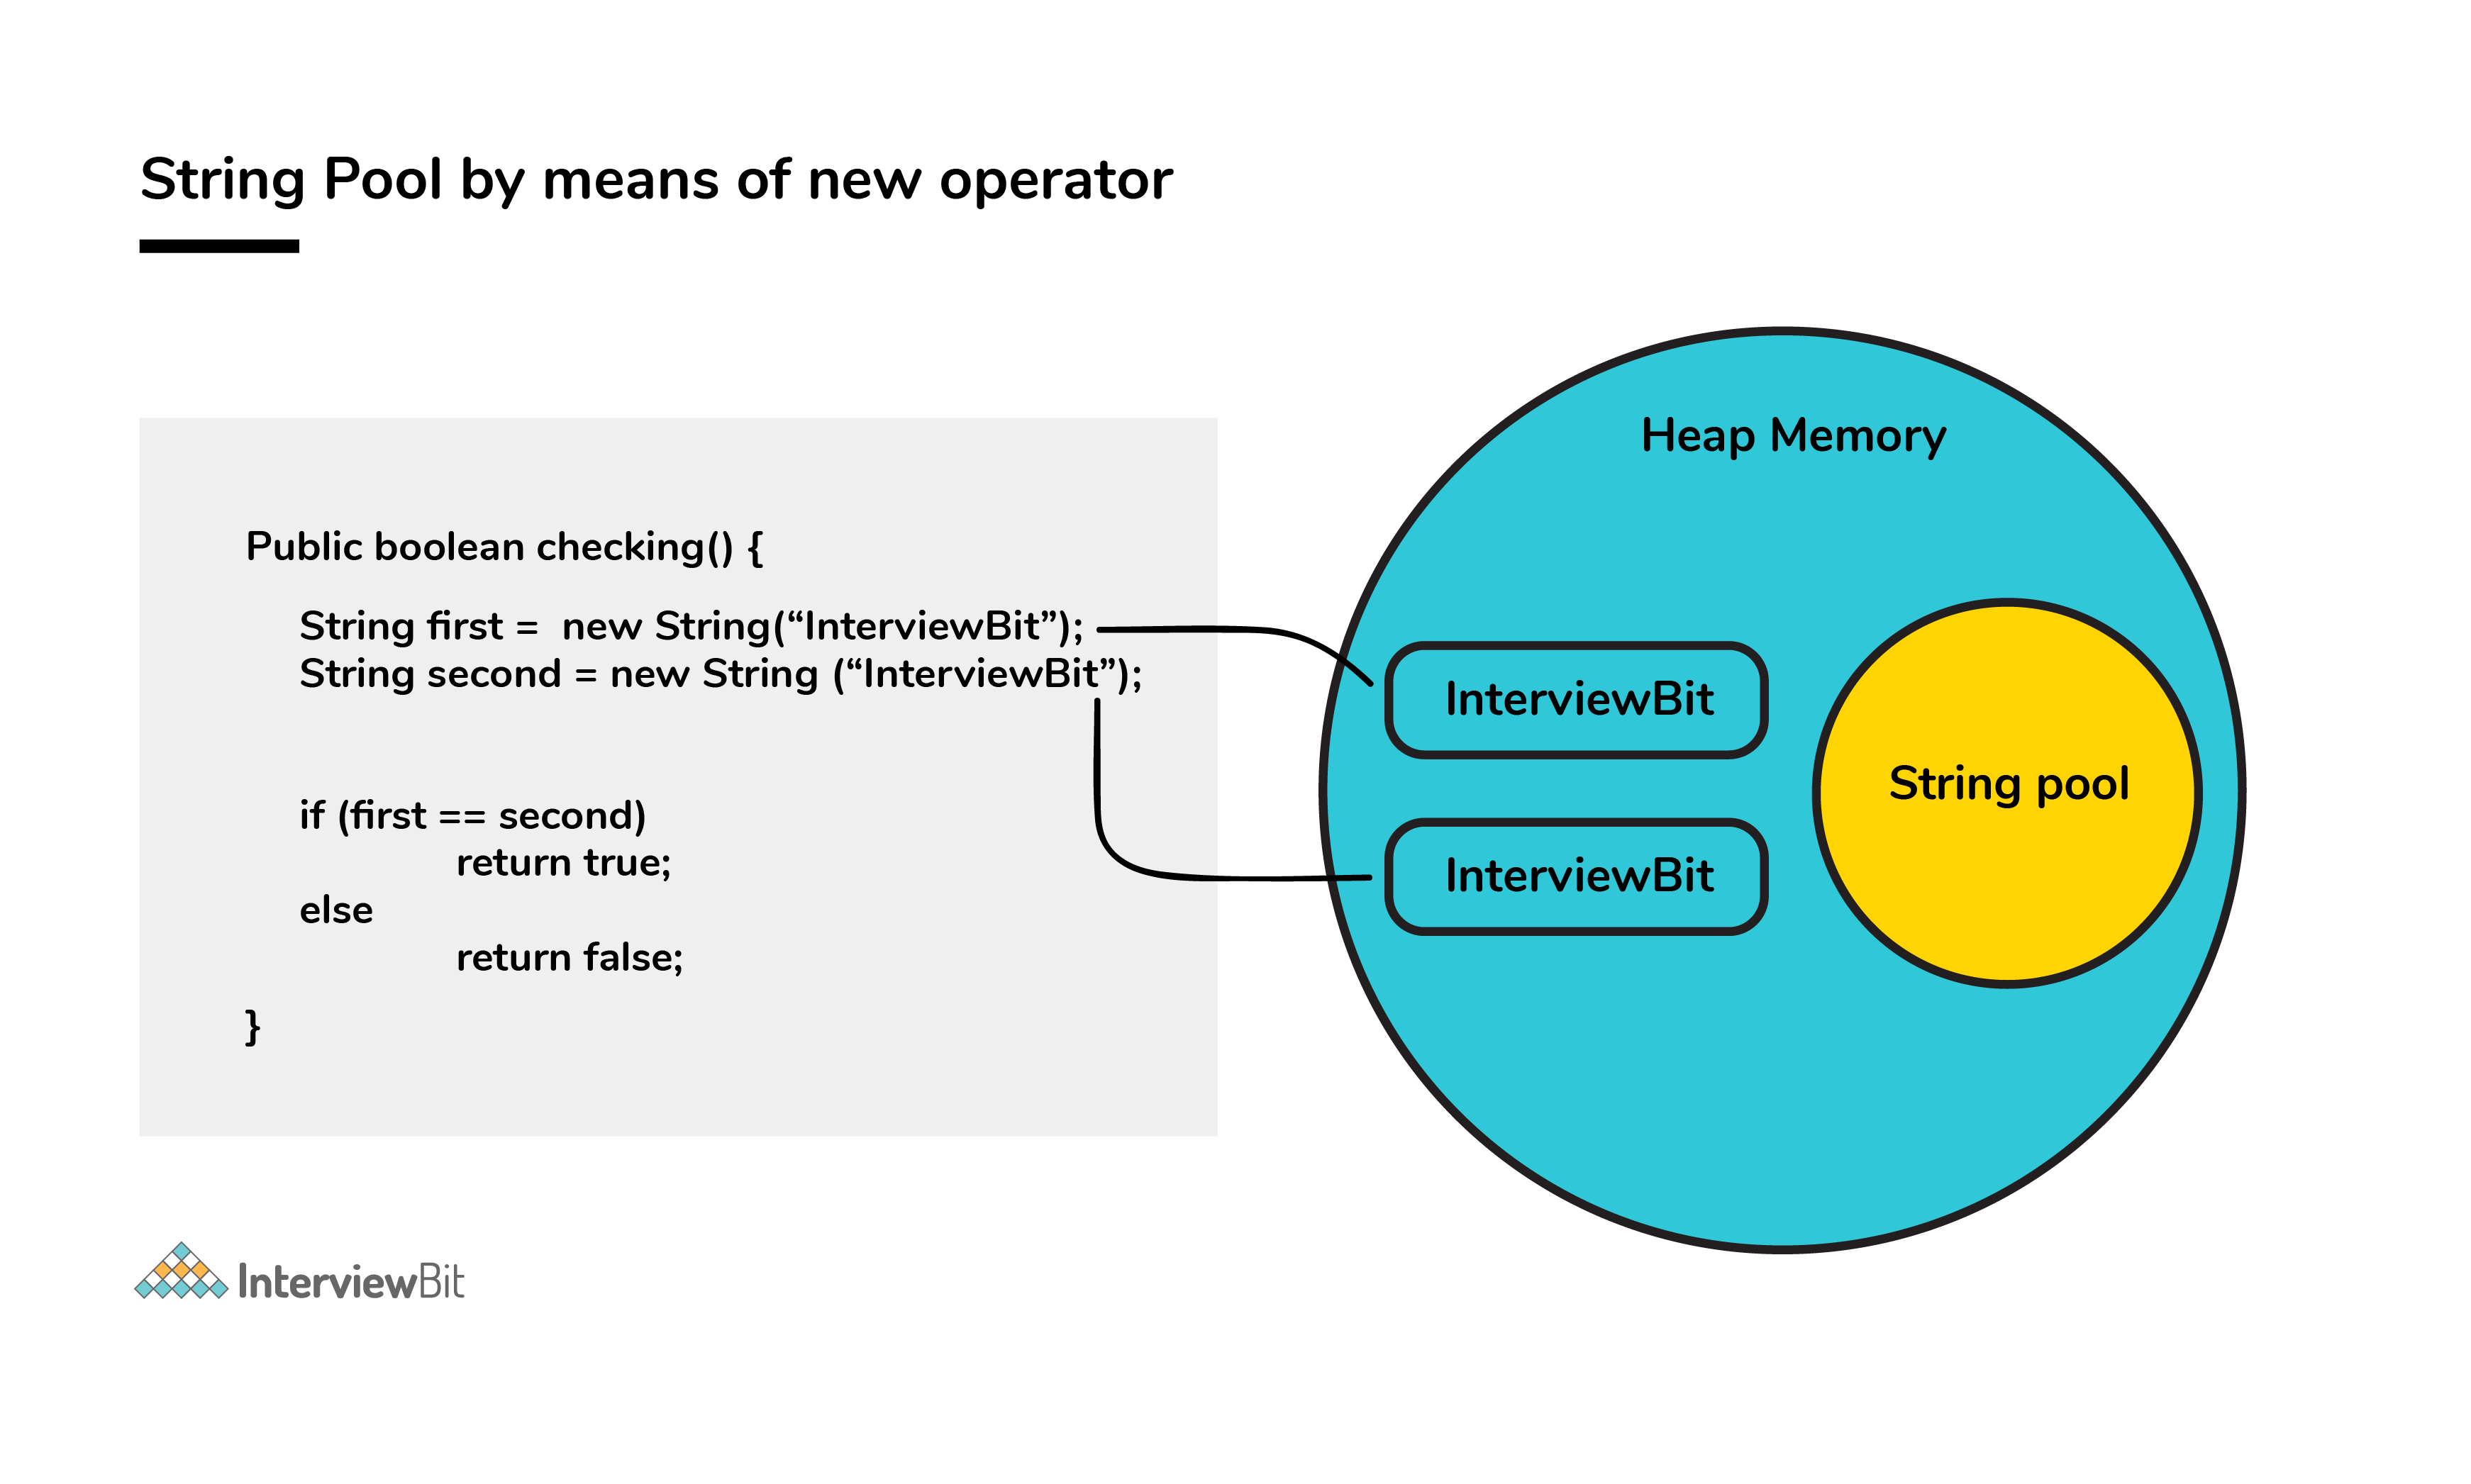 String Pool by means of new operator
Public boolean checking() {
String first =  new String(“InterviewBit”);
String second = new String (“InterviewBit”);
if (first == second)
return true;
else
return false;
}
Heap Memory
InterviewBit
InterviewBit
String pool
InterviewBit